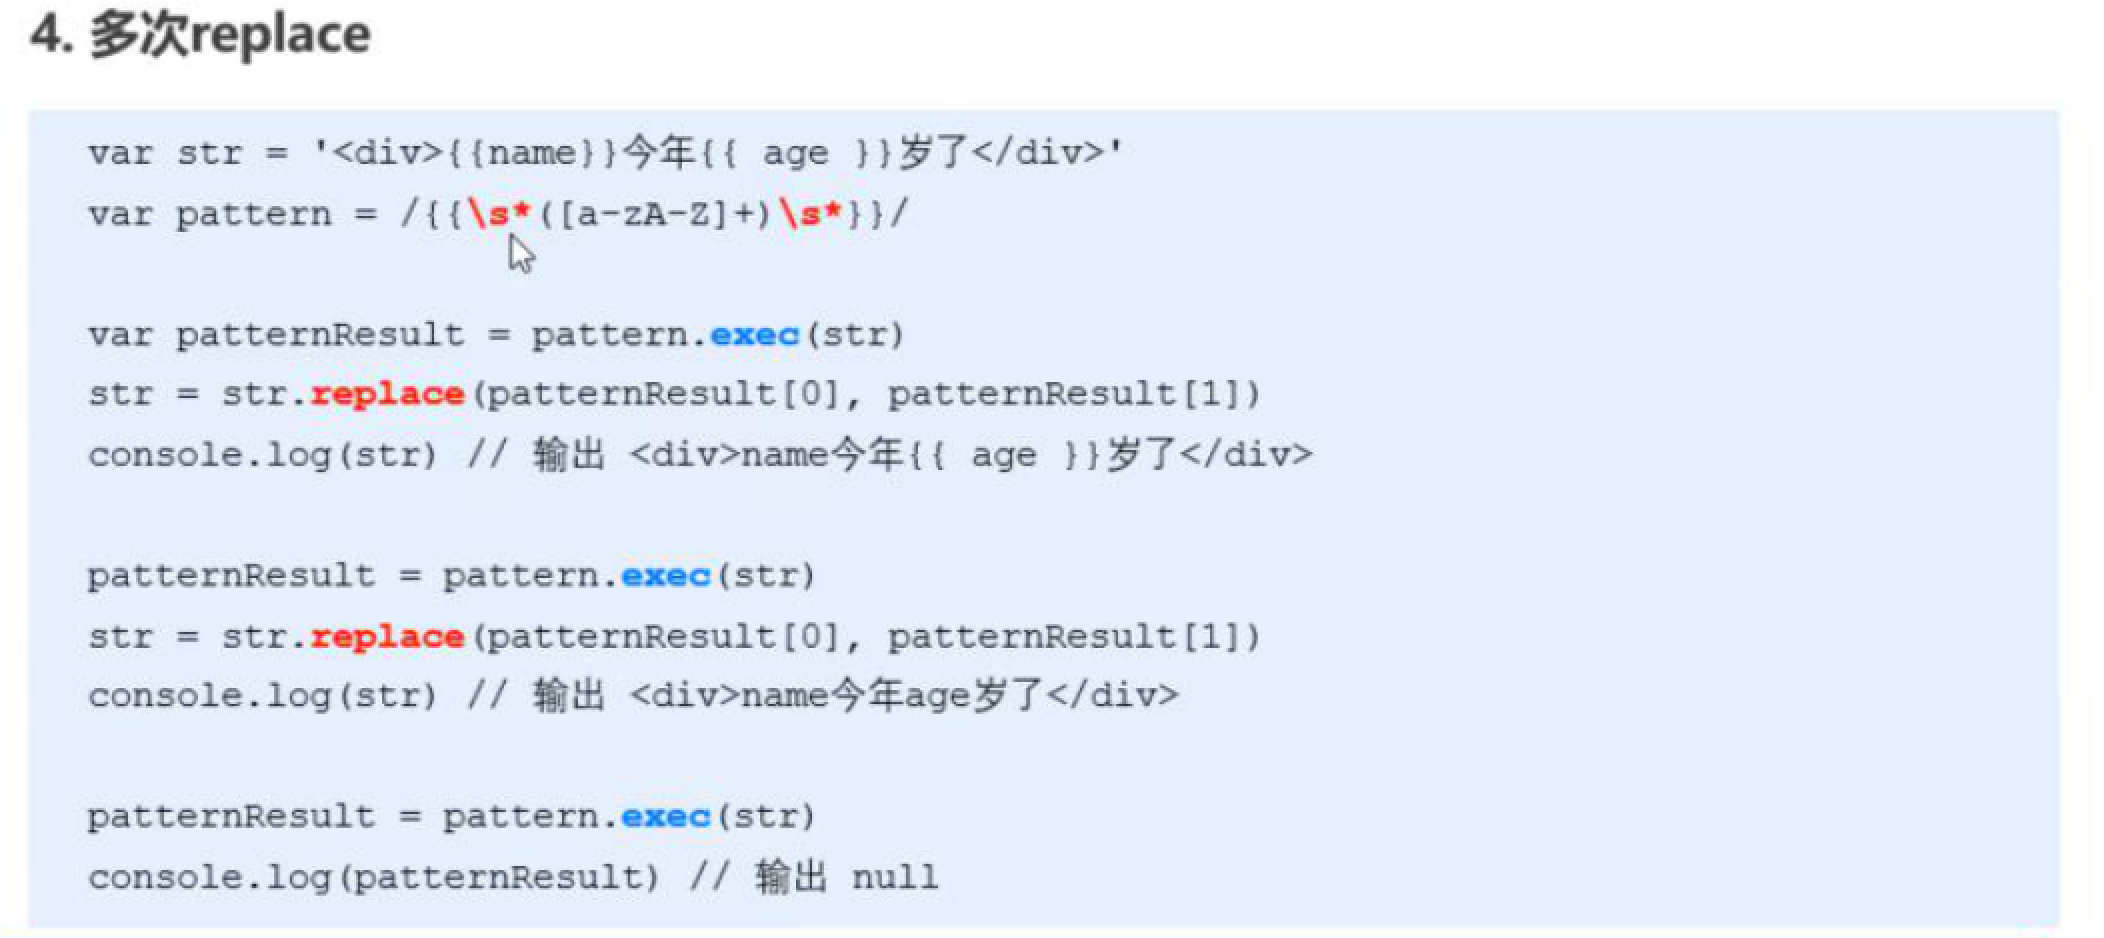 4. 多次replace
var str = '<div>{{name}}今年{{ age }}岁了</div>'
var pattern = /{{\s*([a-zA-Z]+)\s*}}/
var patternResult = pattern.exec(str)
str = str.replace(patternResult[0], patternResult[1])
console.log(str) // 输出 <div>name今年{{ age }}岁了</div>
patternResult = pattern.exec(str)
str = str.replace(patternResult[0], patternResult[1])
console.log(str) // 输出 <div>name今年age岁了</div>
patternResult = pattern.exec(str)
console.log(patternResult) // 输出 null